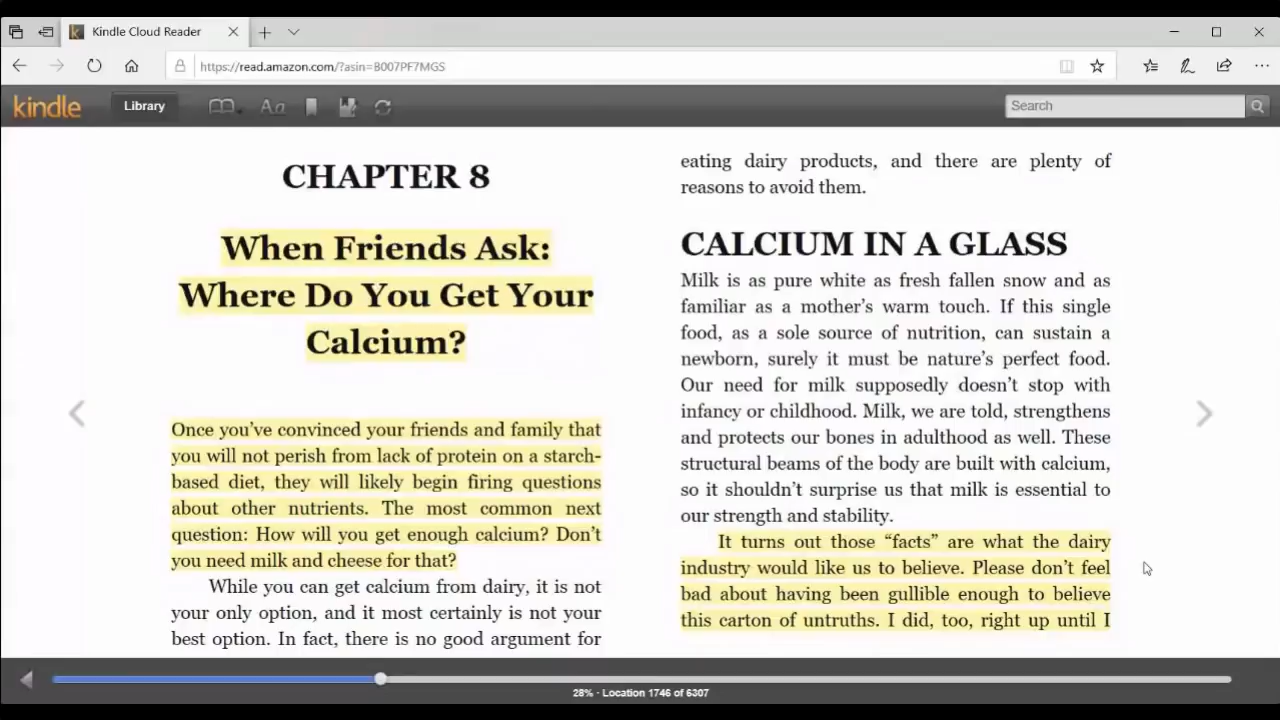 Kindle Cloud Reader
https://read.amazon.com/?asin=B007PF7MGS
kindle
Library
Aa
Search
CHAPTER 8
When Friends Ask:
Where Do You Get Your
Calcium?
Once you’ve convinced your friends and family that
you will not perish from lack of protein on a starch-
based diet, they will likely begin firing questions
about other nutrients. The most common next
question: How will you get enough calcium? Don’t
you need milk and cheese for that?
While you can get calcium from dairy, it is not
your only option, and it most certainly is not your
best option. In fact, there is no good argument for
eating dairy products, and there are plenty of
reasons to avoid them.
CALCIUM IN A GLASS
Milk is as pure white as fresh fallen snow and as
familiar as a mother’s warm touch. If this single
food, as a sole source of nutrition, can sustain a
newborn, surely it must be nature’s perfect food.
Our need for milk supposedly doesn’t stop with
infancy or childhood. Milk, we are told, strengthens
and protects our bones in adulthood as well. These
structural beams of the body are built with calcium,
so it shouldn’t surprise us that milk is essential to
our strength and stability.
It turns out those “facts” are what the dairy
industry would like us to believe. Please don’t feel
bad about having been gullible enough to believe
this carton of untruths. I did, too, right up until I
28% - Location 1746 of 6307